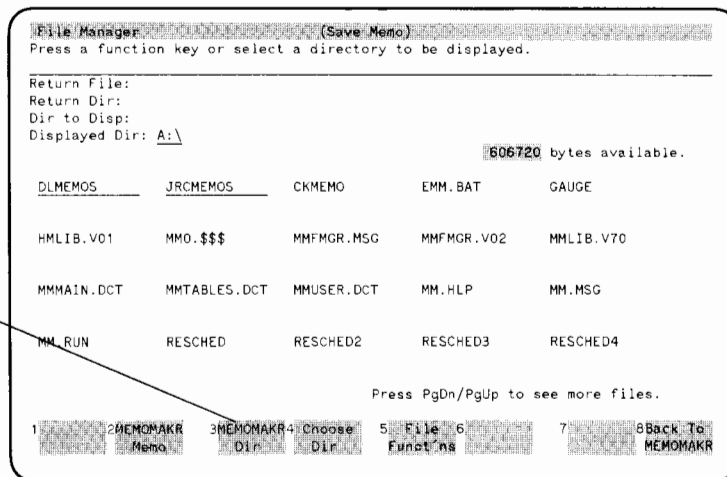 File Manager (Save Memo)
Press a function key or select a directory to be displayed.
Return File:
Return Dir:
Dir to Disp:
Displayed Dir: A:\
606720 bytes available.
DLMEMOS JRCMEMOS CKMEMO EMM.BAT GAUGE
HMLIB.V01 MMO.$$$ MMFMGR.MSG MMFMGR.V02 MMLIB.V70
MMMAIN.DCT MMTABLES.DCT MMUSER.DCT MM.HLP MM.MSG
MM.RUN RESCHED RESCHED2 RESCHED3 RESCHED4
Press PgDn/PgUp to see more files.
1 2MEMOMAKR 3MEMOMAKR 4 Choose 5 File 6 7 8Back To
Memo Dir Dir Funct'ns MEMOMAKR